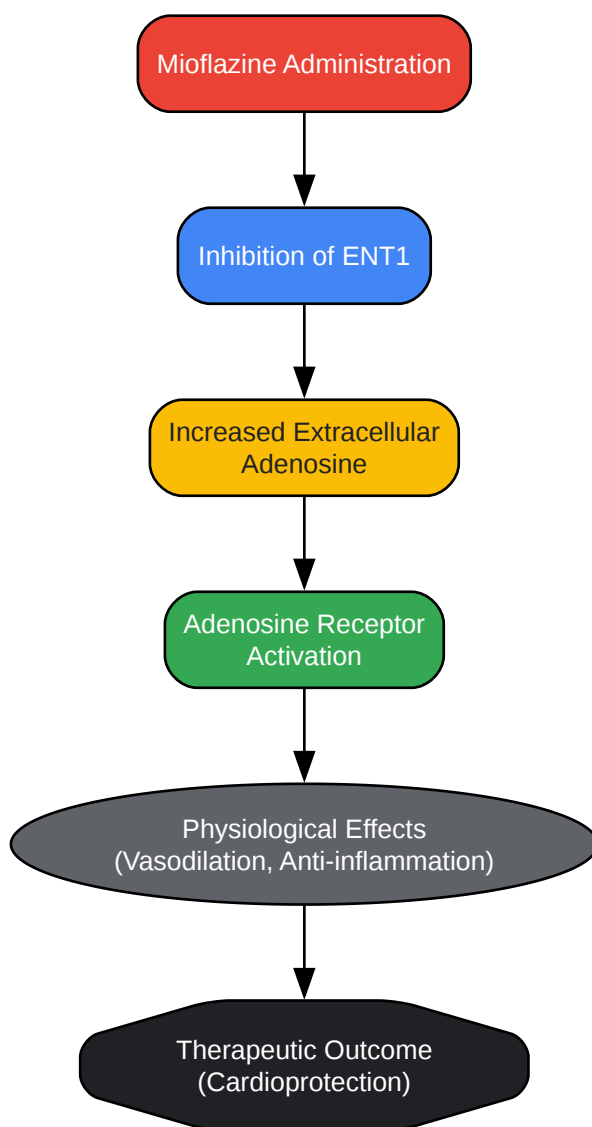 Mioflazine Administration
Inhibition of ENT1
Increased Extracellular
Adenosine
Adenosine Receptor
Activation
Physiological Effects
(Vasodilation, Anti-inflammation)
Therapeutic Outcome
(Cardioprotection)